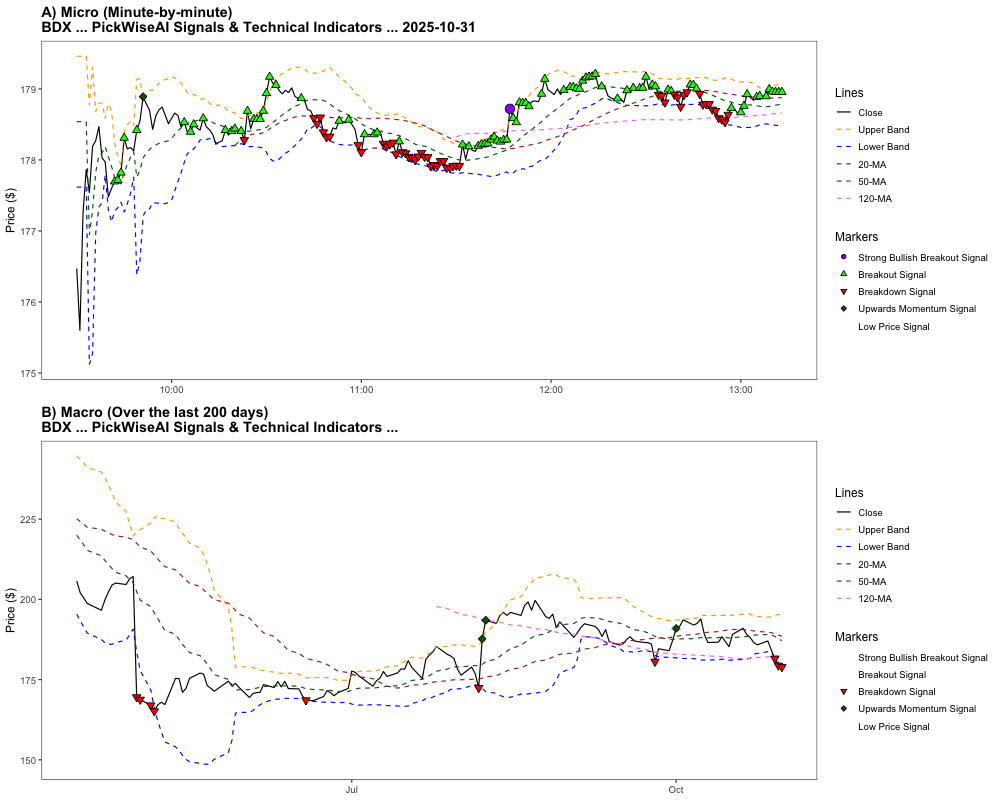 A) Micro (Minute-by-minute)
BDX ... PickWiseAI Signals & Technical Indicators ... 2025-10-31
Price ($)
179
178
177
176
175
10:00
11:00
12:00
13:00
Lines
Close
Upper Band
Lower Band
20-MA
50-MA
120-MA
Markers
Strong Bullish Breakout Signal
Breakout Signal
Breakdown Signal
Upwards Momentum Signal
Low Price Signal
B) Macro (Over the last 200 days)
BDX ... PickWiseAI Signals & Technical Indicators ...
Price ($)
225
200
175
150
Jul
Oct
Lines
Close
Upper Band
Lower Band
20-MA
50-MA
120-MA
Markers
Strong Bullish Breakout Signal
Breakout Signal
Breakdown Signal
Upwards Momentum Signal
Low Price Signal